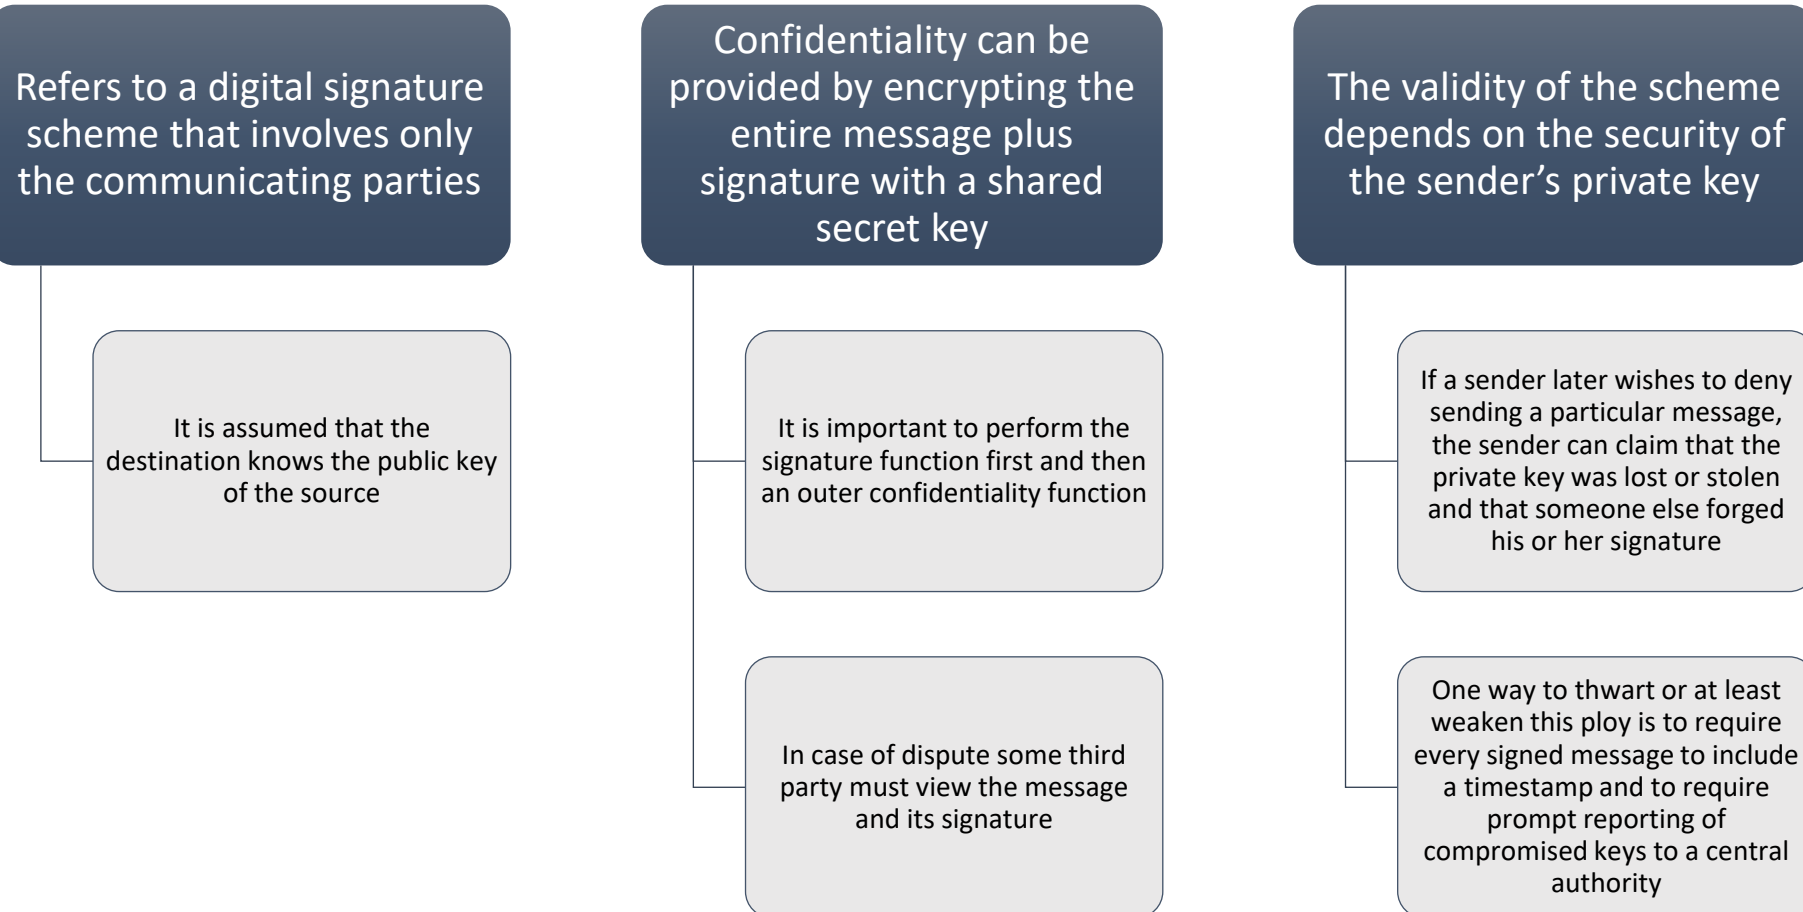 Refers to a digital signature
scheme that involves only
the communicating parties
It is assumed that the
destination knows the public key
of the source
Confidentiality can be
provided by encrypting the
entire message plus
signature with a shared
secret key
It is important to perform the
signature function first and then
an outer confidentiality function
In case of dispute some third
party must view the message
and its signature
The validity of the scheme
depends on the security of
the sender’s private key
If a sender later wishes to deny
sending a particular message,
the sender can claim that the
private key was lost or stolen
and that someone else forged
his or her signature
One way to thwart or at least
weaken this ploy is to require
every signed message to include
a timestamp and to require
prompt reporting of
compromised keys to a central
authority